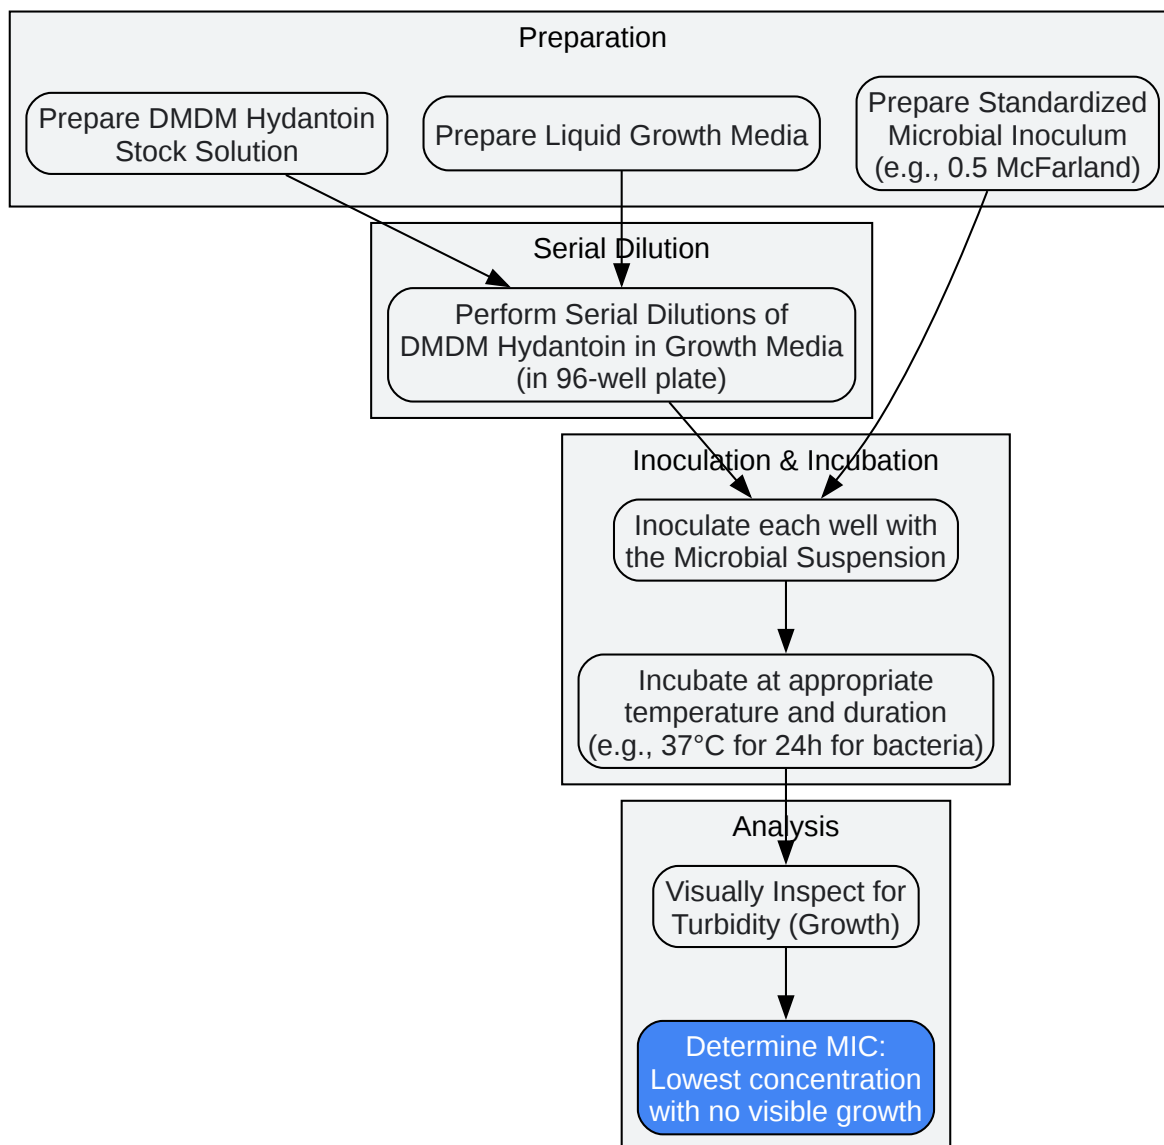 Preparation
Prepare DMDM Hydantoin
Stock Solution
Prepare Liquid Growth Media
Prepare Standardized
Microbial Inoculum
(e.g., 0.5 McFarland)
Serial Dilution
Perform Serial Dilutions of
DMDM Hydantoin in Growth Media
(in 96-well plate)
Inoculation & Incubation
Inoculate each well with
the Microbial Suspension
Incubate at appropriate
temperature and duration
(e.g., 37°C for 24h for bacteria)
Analysis
Visually Inspect for
Turbidity (Growth)
Determine MIC:
Lowest concentration
with no visible growth